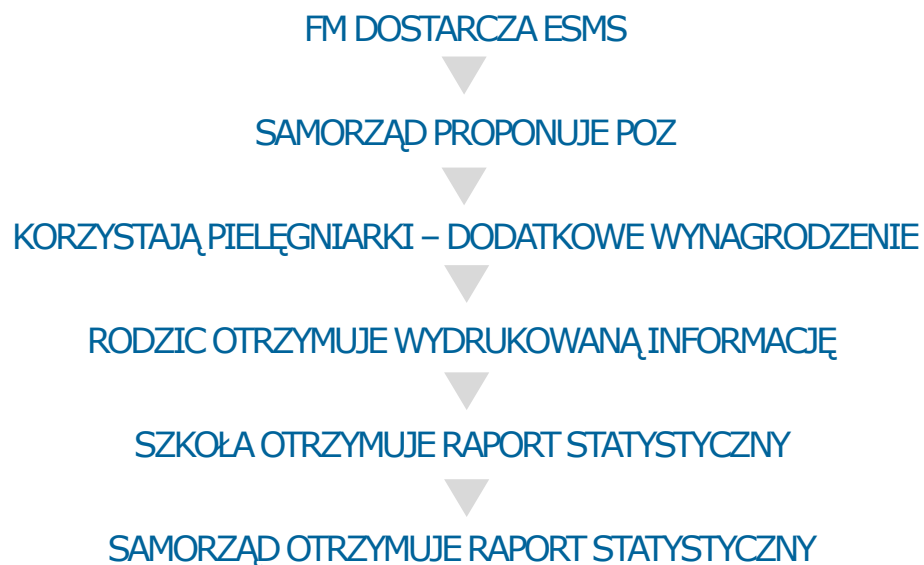 FM DOSTARCZA ESMS
SAMORZĄD PROPONUJE POZ
KORZYSTAJĄ PIELĘGNIARKI – DODATKOWE WYNAGRODZENIE
RODZIC OTRZYMUJE WYDRUKOWANĄ INFORMACJĘ
SZKOŁA OTRZYMUJE RAPORT STATYSTYCZNY
SAMORZĄD OTRZYMUJE RAPORT STATYSTYCZNY